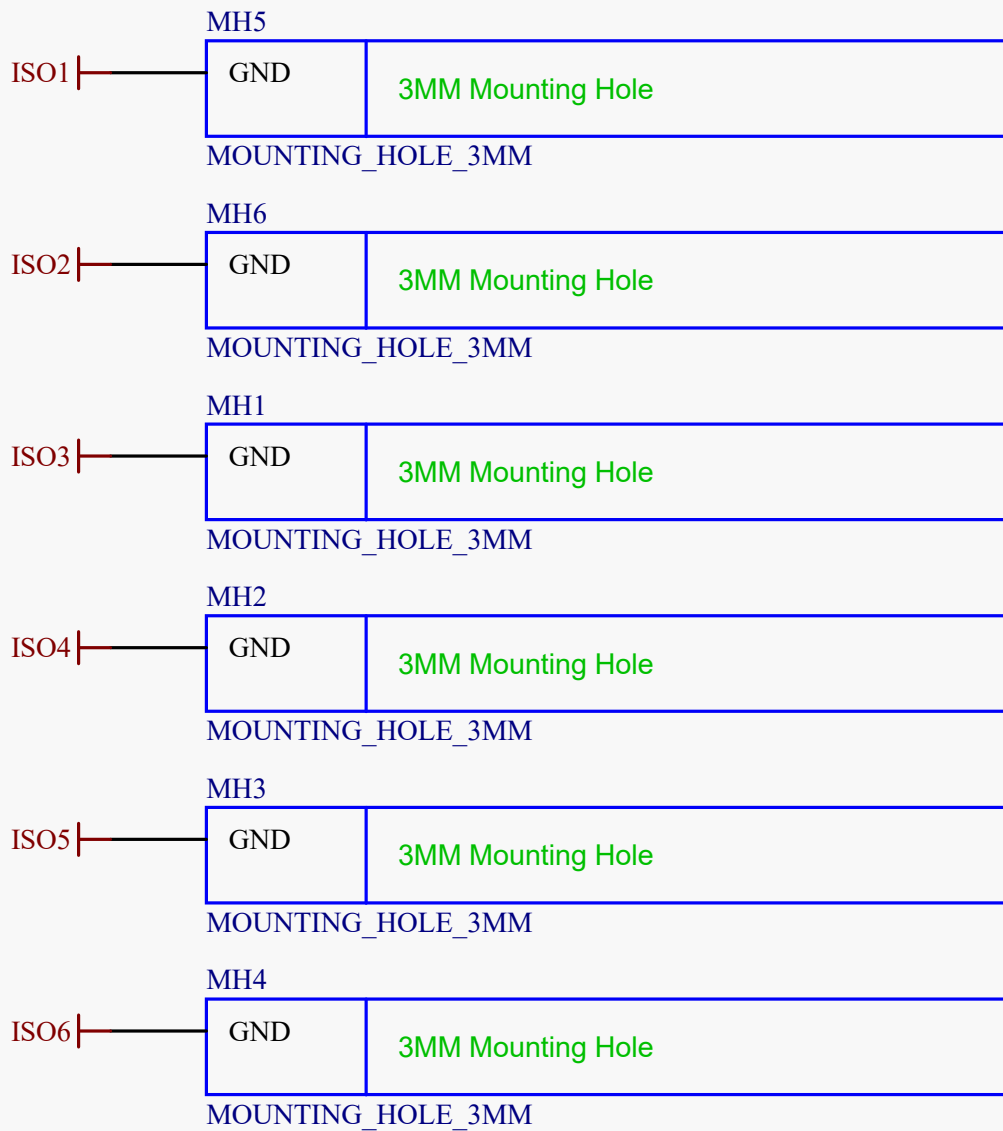 MH5
ISO1 GND 3MM Mounting Hole
MOUNTING_HOLE_3MM
MH6
ISO2 GND 3MM Mounting Hole
MOUNTING_HOLE_3MM
MH1
ISO3 GND 3MM Mounting Hole
MOUNTING_HOLE_3MM
MH2
ISO4 GND 3MM Mounting Hole
MOUNTING_HOLE_3MM
MH3
ISO5 GND 3MM Mounting Hole
MOUNTING_HOLE_3MM
MH4
ISO6 GND 3MM Mounting Hole
MOUNTING_HOLE_3MM